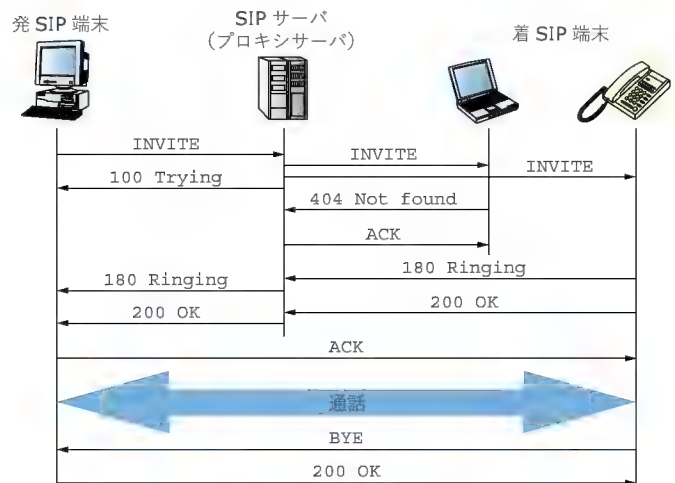 発 SIP 端末
SIP サーバ
(プロキシサーバ)
着 SIP 端末
INVITE
INVITE
INVITE
100 Trying
404 Not found
ACK
180 Ringing
180 Ringing
200 OK
200 OK
ACK
通話
BYE
200 OK